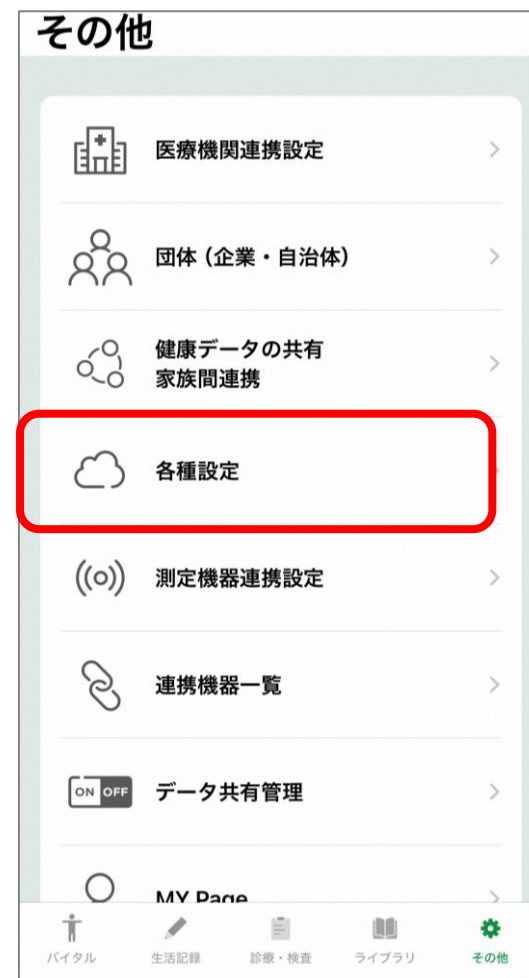 その他
医療機関連携設定
団体（企業・自治体）
健康データの共有
家族間連携
各種設定
測定機器連携設定
連携機器一覧
ON OFF
データ共有管理
MY Page
バイタル
生活記録
診療・検査
ライブラリ
その他